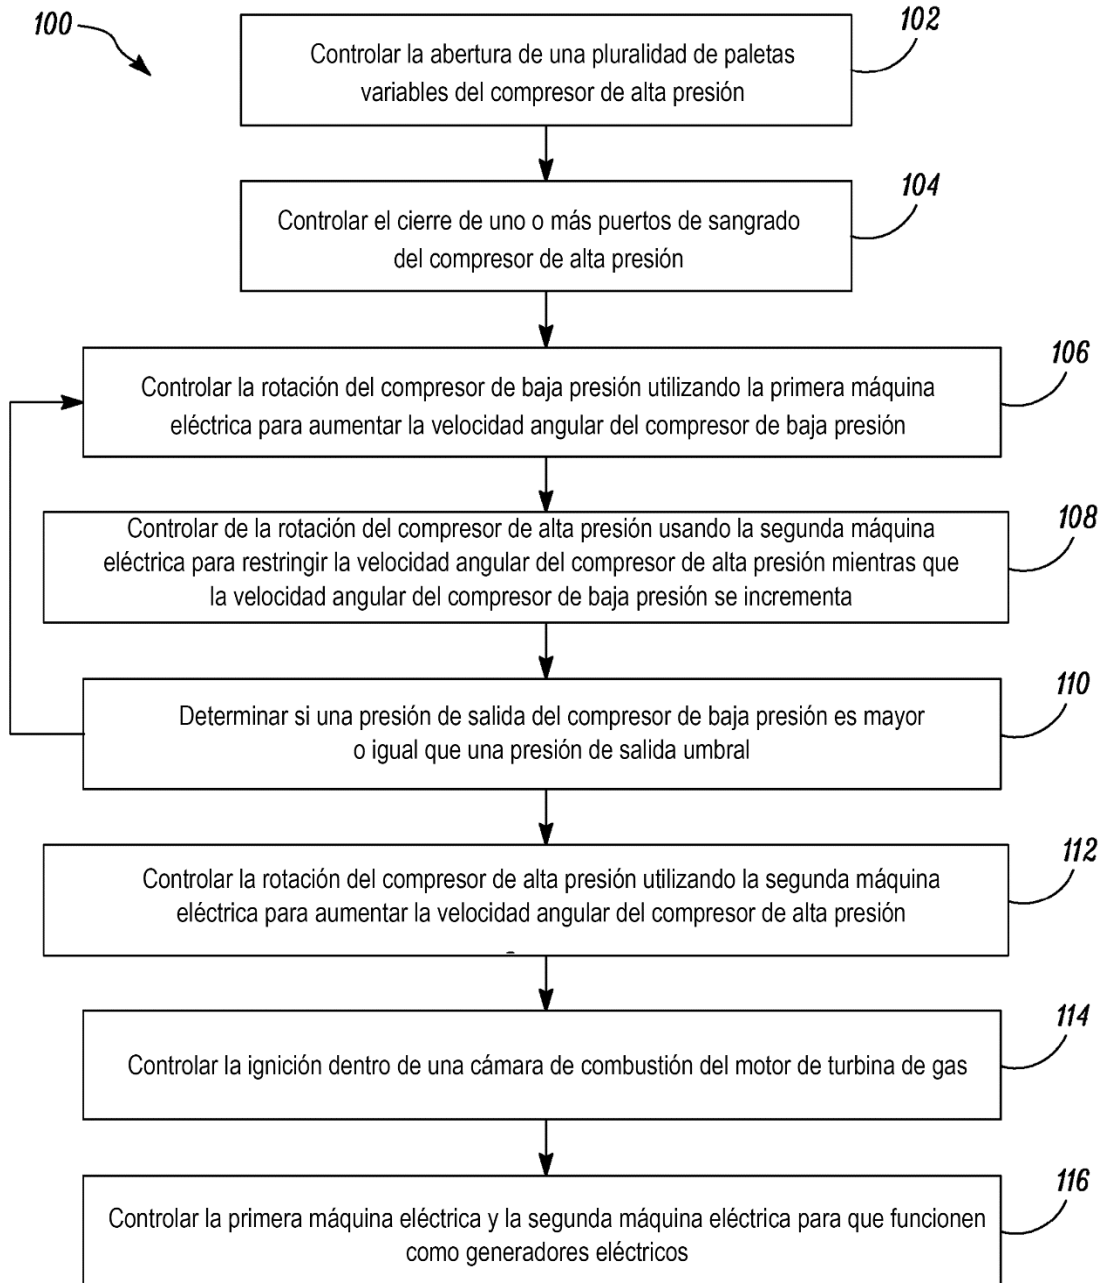 100
102
Controlar la abertura de una pluralidad de paletas
variables del compresor de alta presión
104
Controlar el cierre de uno o más puertos de sangrado
del compresor de alta presión
106
Controlar la rotación del compresor de baja presión utilizando la primera máquina
eléctrica para aumentar la velocidad angular del compresor de baja presión
108
Controlar de la rotación del compresor de alta presión usando la segunda máquina
eléctrica para restringir la velocidad angular del compresor de alta presión mientras que
la velocidad angular del compresor de baja presión se incrementa
110
Determinar si una presión de salida del compresor de baja presión es mayor
o igual que una presión de salida umbral
112
Controlar la rotación del compresor de alta presión utilizando la segunda máquina
eléctrica para aumentar la velocidad angular del compresor de alta presión
114
Controlar la ignición dentro de una cámara de combustión del motor de turbina de gas
116
Controlar la primera máquina eléctrica y la segunda máquina eléctrica para que funcionen
como generadores eléctricos